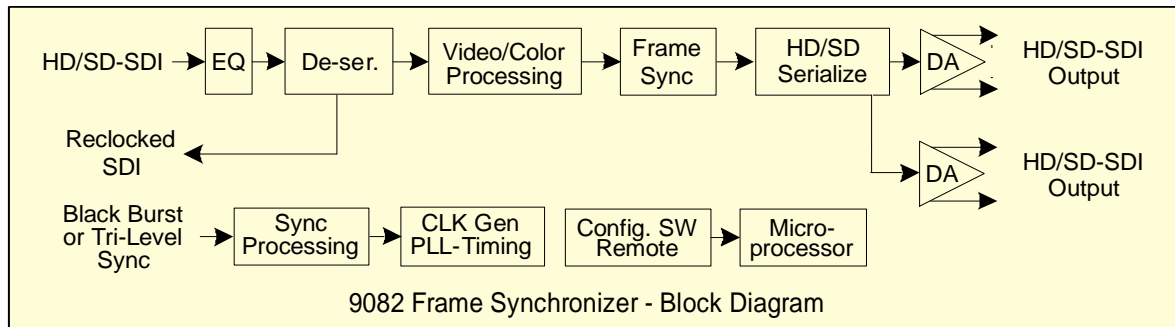 HD/SD-SDI
EQ
De-ser.
Video/Color
Processing
Frame
Sync
HD/SD
Serialize
DA
HD/SD-SDI
Output
Reclocked
SDI
DA
HD/SD-SDI
Output
Black Burst
or Tri-Level
Sync
Sync
Processing
CLK Gen
PLL-Timing
Config. SW
Remote
Micro-
processor
9082 Frame Synchronizer - Block Diagram